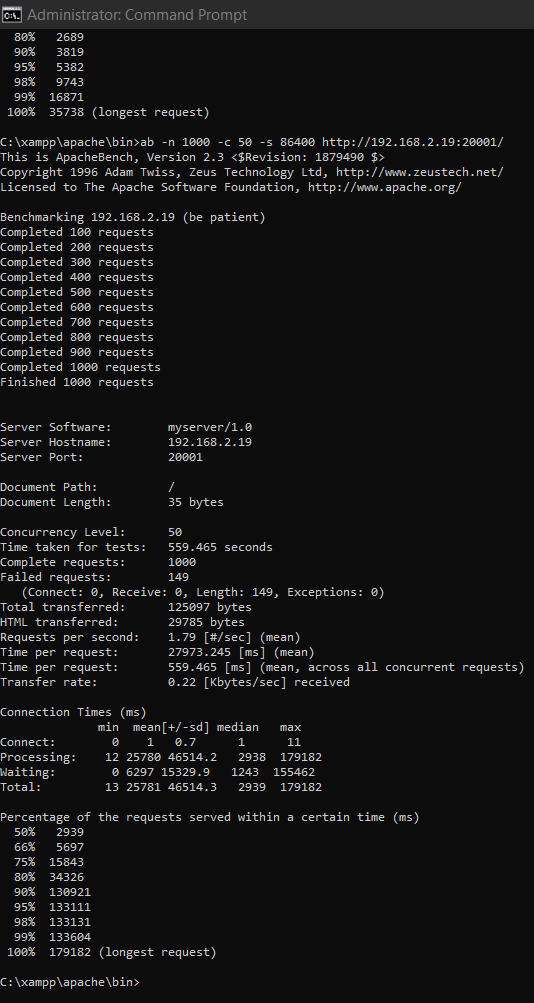 Administrator: Command Prompt
80% 2689
90% 3819
95% 5382
98% 9743
99% 16871
100% 35738 (longest request)
C:\xampp\apache\bin>ab -n 1000 -c 50 -s 86400 http://192.168.2.19:20001/
This is ApacheBench, Version 2.3 <$Revision: 1879490 $>
Copyright 1996 Adam Twiss, Zeus Technology Ltd, http://www.zeustech.net/
Licensed to The Apache Software Foundation, http://www.apache.org/
Benchmarking 192.168.2.19 (be patient)
Completed 100 requests
Completed 200 requests
Completed 300 requests
Completed 400 requests
Completed 500 requests
Completed 600 requests
Completed 700 requests
Completed 800 requests
Completed 900 requests
Completed 1000 requests
Finished 1000 requests
Server Software: myserver/1.0
Server Hostname: 192.168.2.19
Server Port: 20001
Document Path: /
Document Length: 35 bytes
Concurrency Level: 50
Time taken for tests: 559.465 seconds
Complete requests: 1000
Failed requests: 149
(Connect: 0, Receive: 0, Length: 149, Exceptions: 0)
Total transferred: 125097 bytes
HTML transferred: 29785 bytes
Requests per second: 1.79 [#/sec] (mean)
Time per request: 27973.245 [ms] (mean)
Time per request: 559.465 [ms] (mean, across all concurrent requests)
Transfer rate: 0.22 [Kbytes/sec] received
Connection Times (ms)
min mean[+/-sd] median max
Connect: 0 1 0.7 1 11
Processing: 12 25780 46514.2 2938 179182
Waiting: 0 6297 15329.9 1243 155462
Total: 13 25781 46514.3 2939 179182
Percentage of the requests served within a certain time (ms)
50% 2939
66% 5697
75% 15843
80% 34326
90% 130921
95% 133111
98% 133131
99% 133604
100% 179182 (longest request)
C:\xampp\apache\bin>